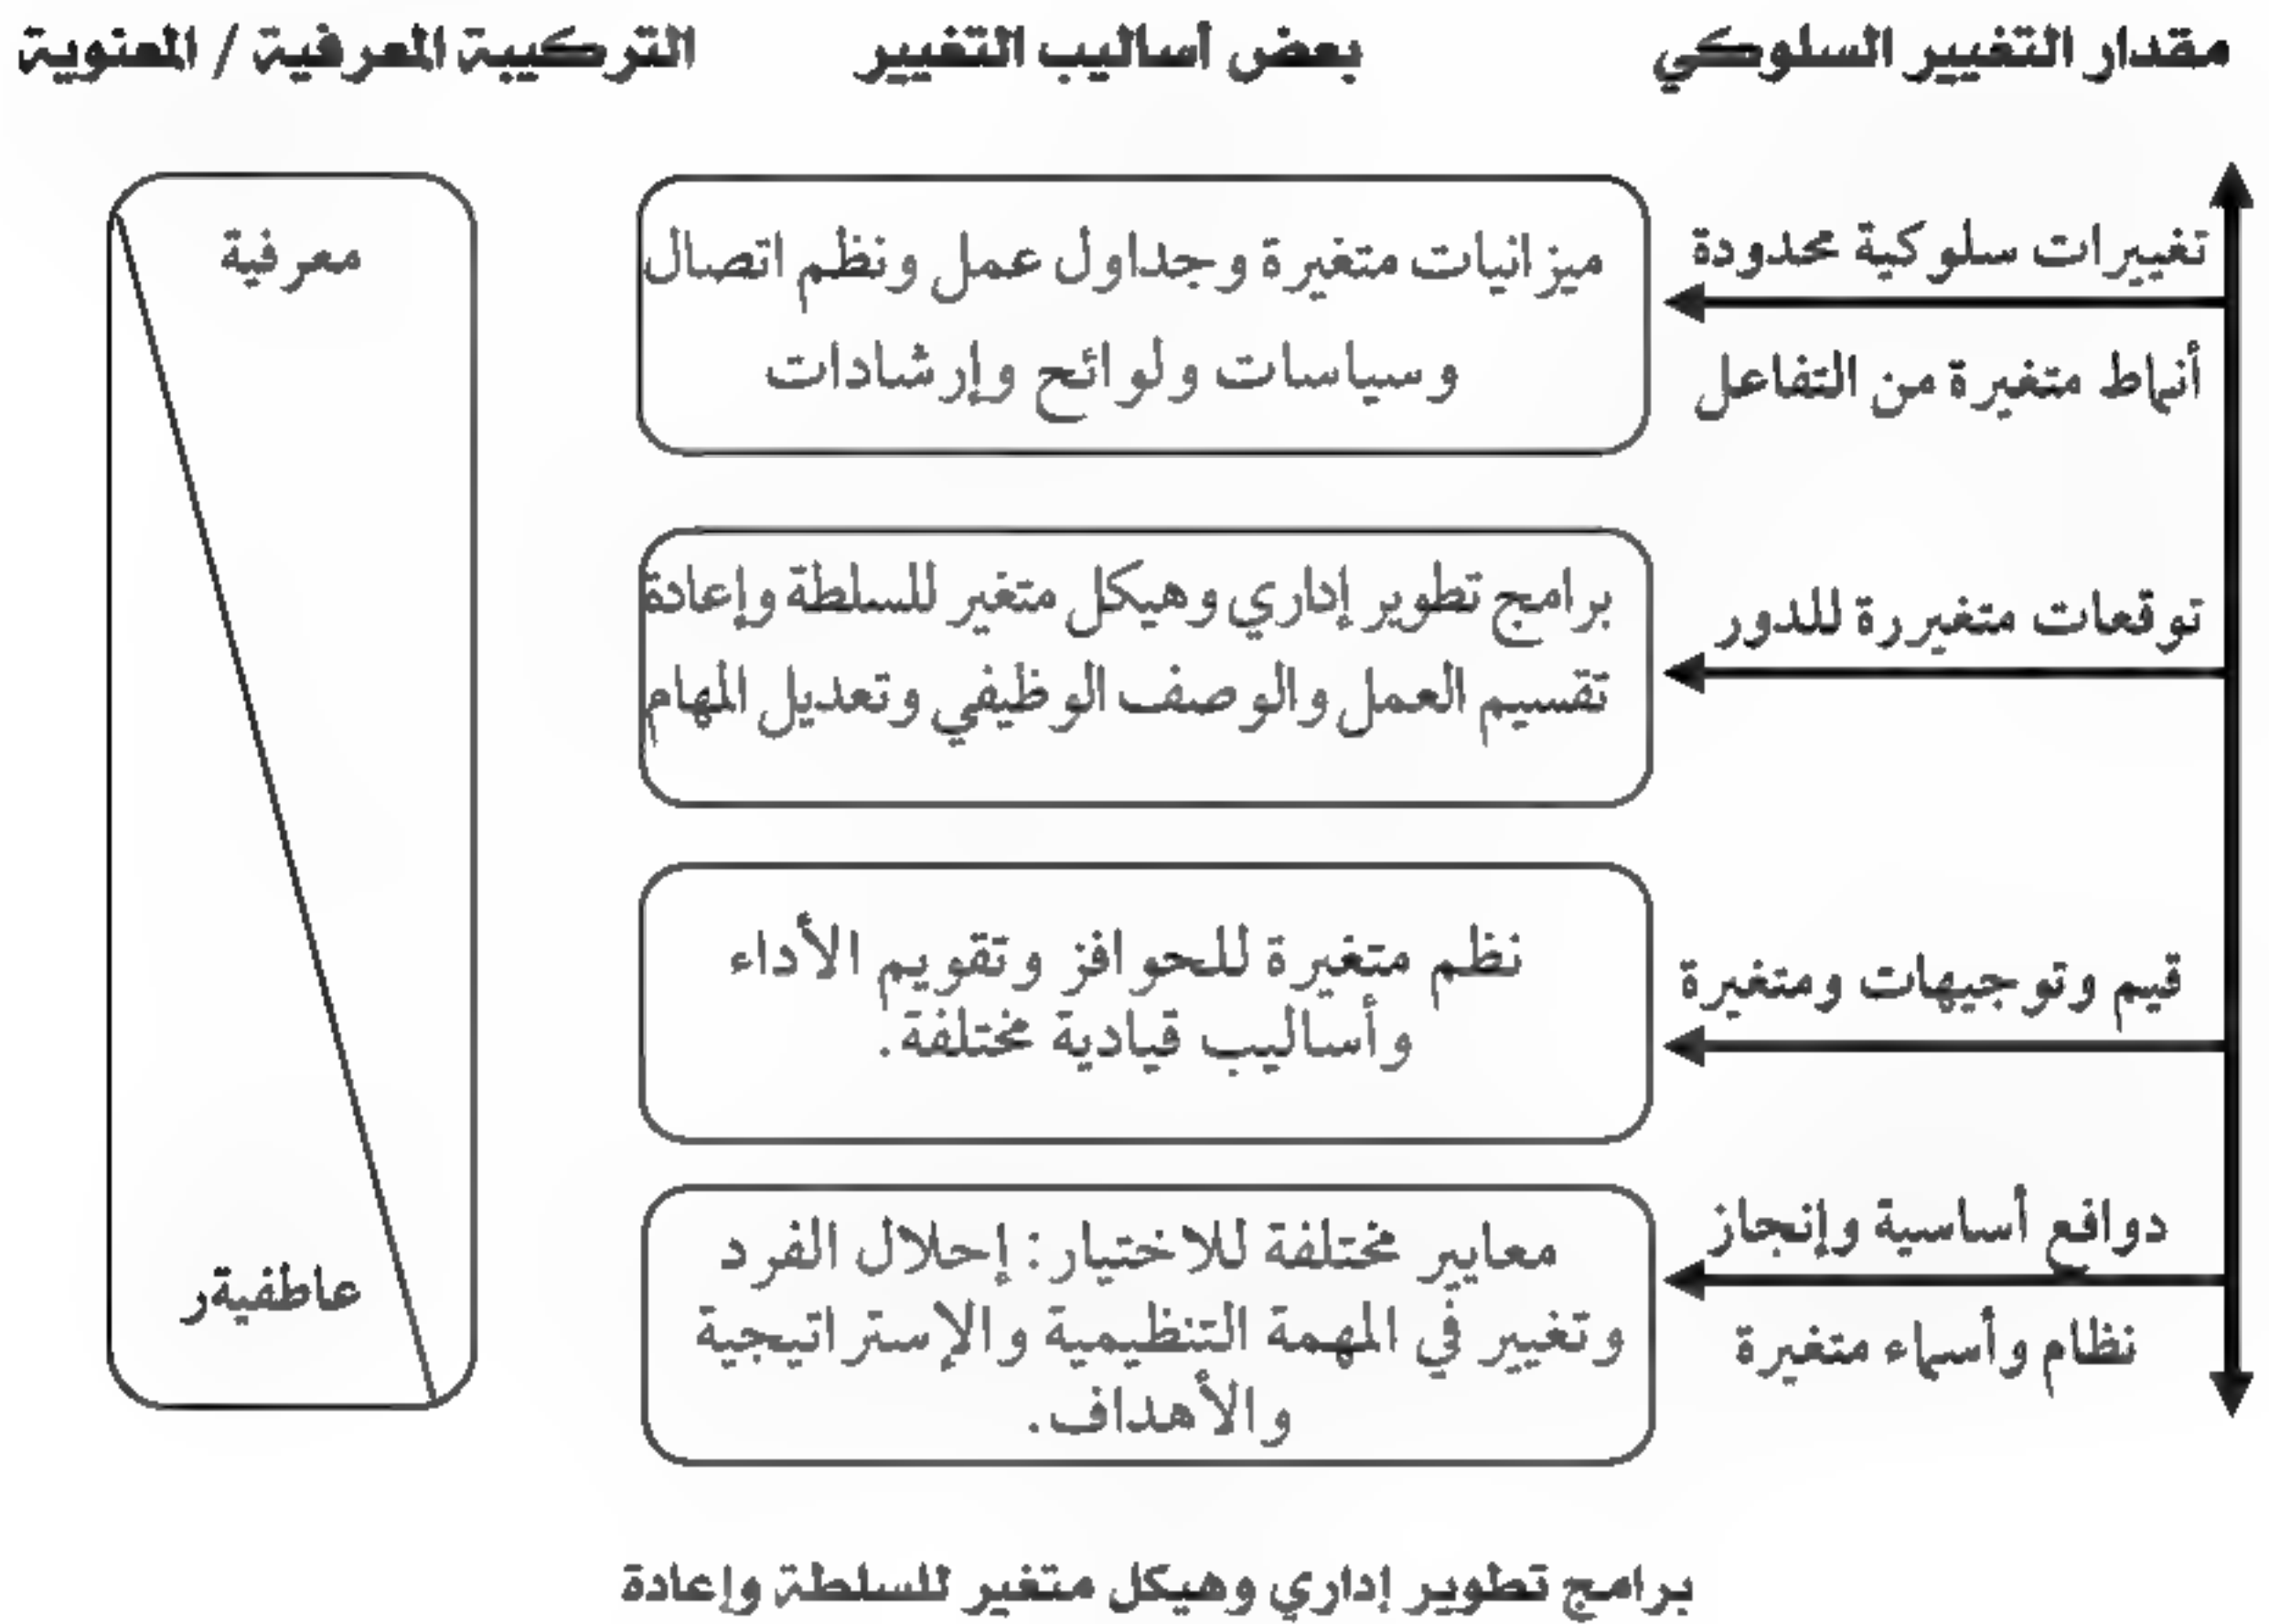 مقدار التغيير السلوكي
بعض أساليب التغيير
التركيبة المعرفية / المعنوية
تغييرات سلوكية محدودة
أنماط متغيرة من التفاعل
ميزانيات متغيرة وجداول عمل ونظم اتصال
وسياسات ولوائح وإرشادات
معرفية
توقعات متغيررة للدور
برامج تطوير إداري وهيكل متغير للسلطة وإعادة
تقسيم العمل والوصف الوظيفي وتعديل المهام
قيم وتوجيهات ومتغيرة
نظم متغيرة للحوافز وتقويم الأداء
وأساليب قيادية مختلفة.
دوافع أساسية وإنجاز
نظام وأسماء متغيرة
معايير مختلفة للاختيار: إحلال الفرد
وتغيير في المهمة التنظيمية والإستراتيجية
والأهداف.
عاطفيةر
برامج تطوير إداري وهيكل متغير للسلطة وإعادة